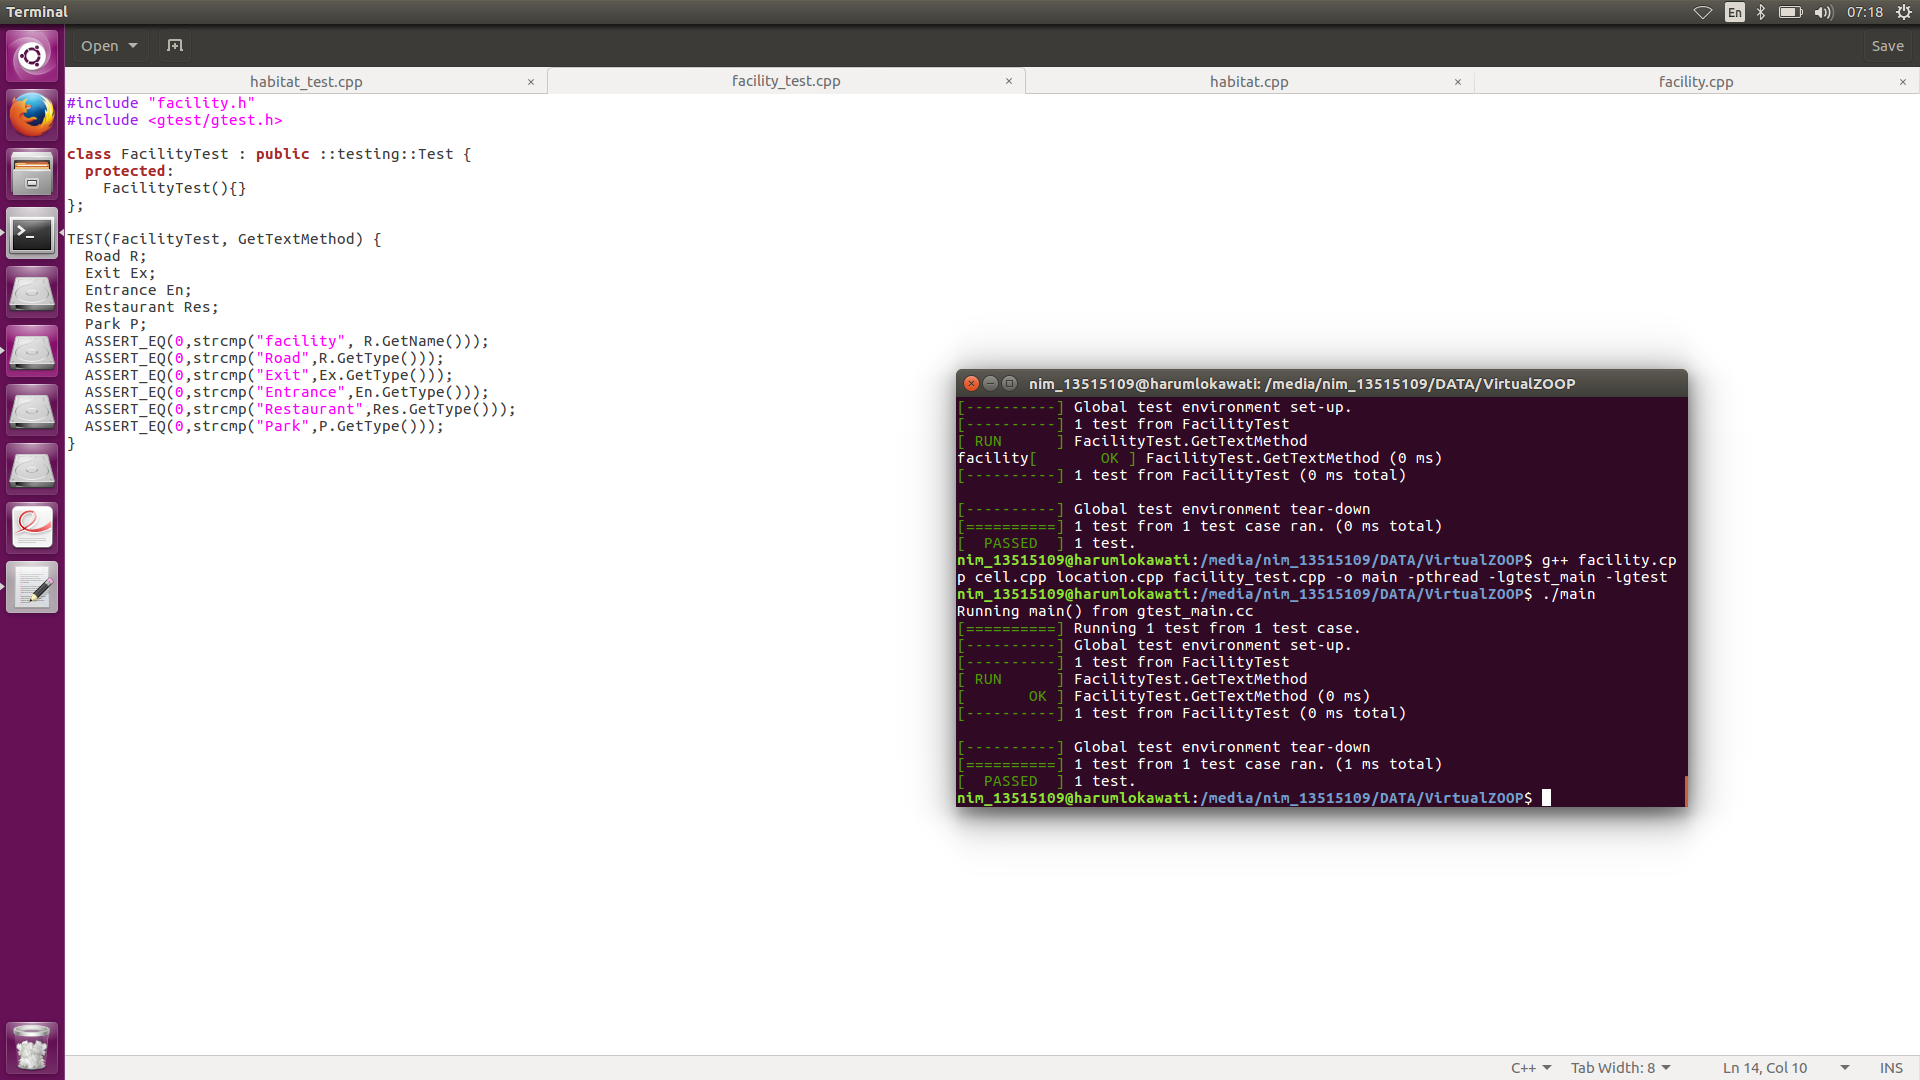 Terminal
En
07:18
Open
Save
habitat_test.cpp ×
facility_test.cpp ×
habitat.cpp ×
facility.cpp ×
#include "facility.h"
#include <gtest/gtest.h>
class FacilityTest : public ::testing::Test {
  protected:
    FacilityTest(){}
};
TEST(FacilityTest, GetTextMethod) {
  Road R;
  Exit Ex;
  Entrance En;
  Restaurant Res;
  Park P;
  ASSERT_EQ(0,strcmp("facility", R.GetName()));
  ASSERT_EQ(0,strcmp("Road",R.GetType()));
  ASSERT_EQ(0,strcmp("Exit",Ex.GetType()));
  ASSERT_EQ(0,strcmp("Entrance",En.GetType()));
  ASSERT_EQ(0,strcmp("Restaurant",Res.GetType()));
  ASSERT_EQ(0,strcmp("Park",P.GetType()));
}
nim_13515109@harumlokawati: /media/nim_13515109/DATA/VirtualZOOP
[----------] Global test environment set-up.
[----------] 1 test from FacilityTest
[ RUN      ] FacilityTest.GetTextMethod
facility[       OK ] FacilityTest.GetTextMethod (0 ms)
[----------] 1 test from FacilityTest (0 ms total)
[----------] Global test environment tear-down
[==========] 1 test from 1 test case ran. (0 ms total)
[  PASSED  ] 1 test.
nim_13515109@harumlokawati:/media/nim_13515109/DATA/VirtualZOOP$ g++ facility.cp
p cell.cpp location.cpp facility_test.cpp -o main -pthread -lgtest_main -lgtest
nim_13515109@harumlokawati:/media/nim_13515109/DATA/VirtualZOOP$ ./main
Running main() from gtest_main.cc
[==========] Running 1 test from 1 test case.
[----------] Global test environment set-up.
[----------] 1 test from FacilityTest
[ RUN      ] FacilityTest.GetTextMethod
[       OK ] FacilityTest.GetTextMethod (0 ms)
[----------] 1 test from FacilityTest (0 ms total)
[----------] Global test environment tear-down
[==========] 1 test from 1 test case ran. (1 ms total)
[  PASSED  ] 1 test.
nim_13515109@harumlokawati:/media/nim_13515109/DATA/VirtualZOOP$
C++ Tab Width: 8 Ln 14, Col 10 INS